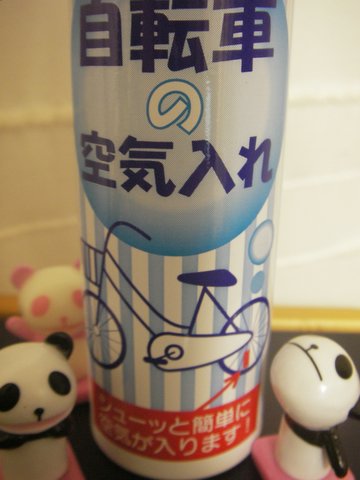 自転車
の
空気入れ
シューッと簡単に
空気が入ります!